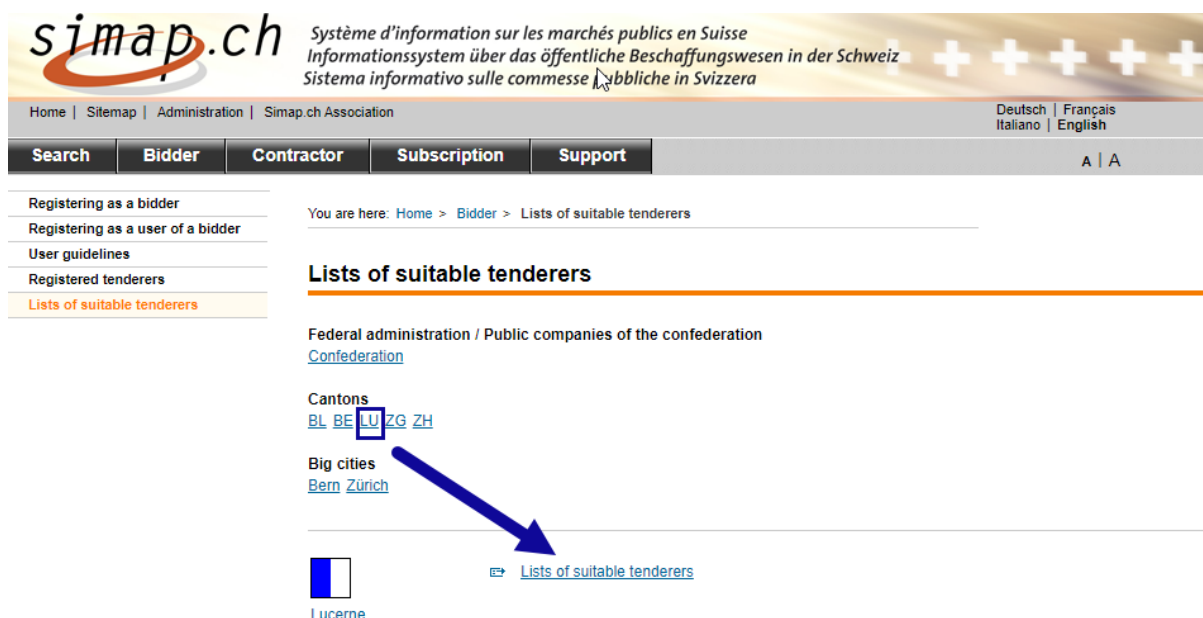 simap.ch
Système d'information sur les marchés publics en Suisse
Informationssystem über das öffentliche Beschaffungswesen in der Schweiz
Sistema informativo sulle commesse pubbliche in Svizzera
Home | Sitemap | Administration | Simap.ch Association
Deutsch | Français
Italiano | English
Search Bidder Contractor Subscription Support
A | A
Registering as a bidder
Registering as a user of a bidder
User guidelines
Registered tenderers
Lists of suitable tenderers
You are here: Home > Bidder > Lists of suitable tenderers
Lists of suitable tenderers
Federal administration / Public companies of the confederation
Confederation
Cantons
BL BE LU ZG ZH
Big cities
Bern Zürich
Lists of suitable tenderers
Lucerne